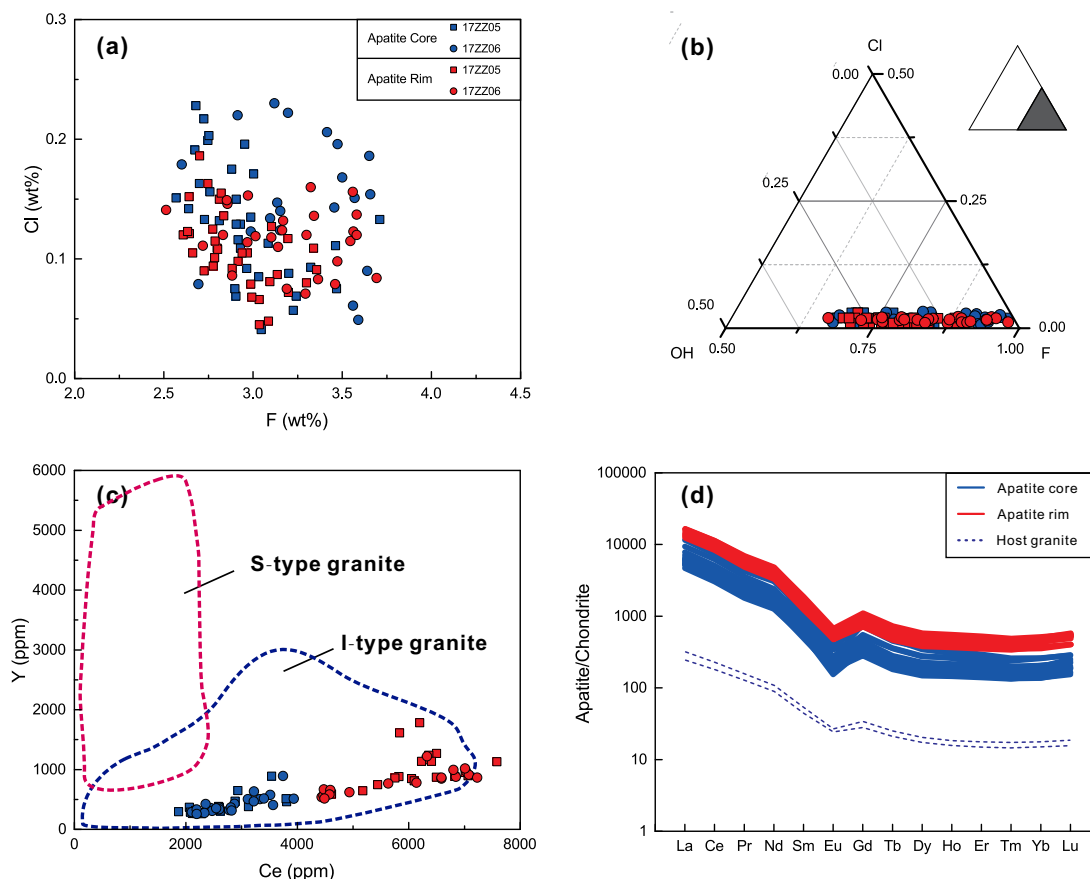 (a)
0.3
0.2
0.1
0.0
Cl (wt%)
2.0 2.5 3.0 3.5 4.0 4.5
F (wt%)
Apatite Core
17ZZ05
17ZZ06
Apatite Rim
17ZZ05
17ZZ06
(b)
Cl
0.00 0.50
0.25 0.25
0.50 0.00
OH F
0.50 0.75 1.00
(c)
6000
5000
4000
3000
2000
1000
0
Y (ppm)
S-type granite
I-type granite
0 2000 4000 6000 8000
Ce (ppm)
(d)
100000
10000
1000
100
10
1
Apatite/Chondrite
Apatite core
Apatite rim
Host granite
La Ce Pr Nd Sm Eu Gd Tb Dy Ho Er Tm Yb Lu